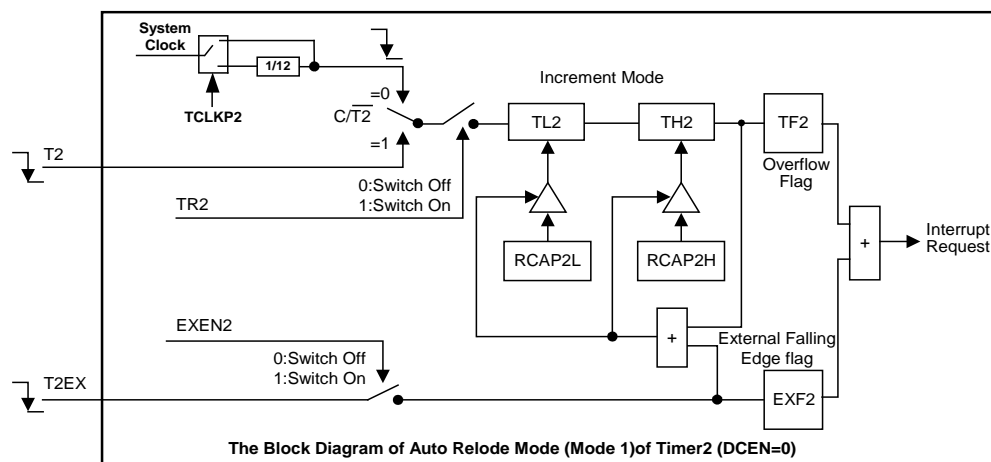 System
Clock
1/12
TCLKP2
Increment Mode
=0
C/T2
=1
TL2
TH2
TF2
Overflow
Flag
T2
0:Switch Off
1:Switch On
TR2
RCAP2L
RCAP2H
+
Interrupt
Request
EXEN2
0:Switch Off
1:Switch On
+
External Falling
Edge flag
T2EX
EXF2
The Block Diagram of Auto Relode Mode (Mode 1)of Timer2 (DCEN=0)